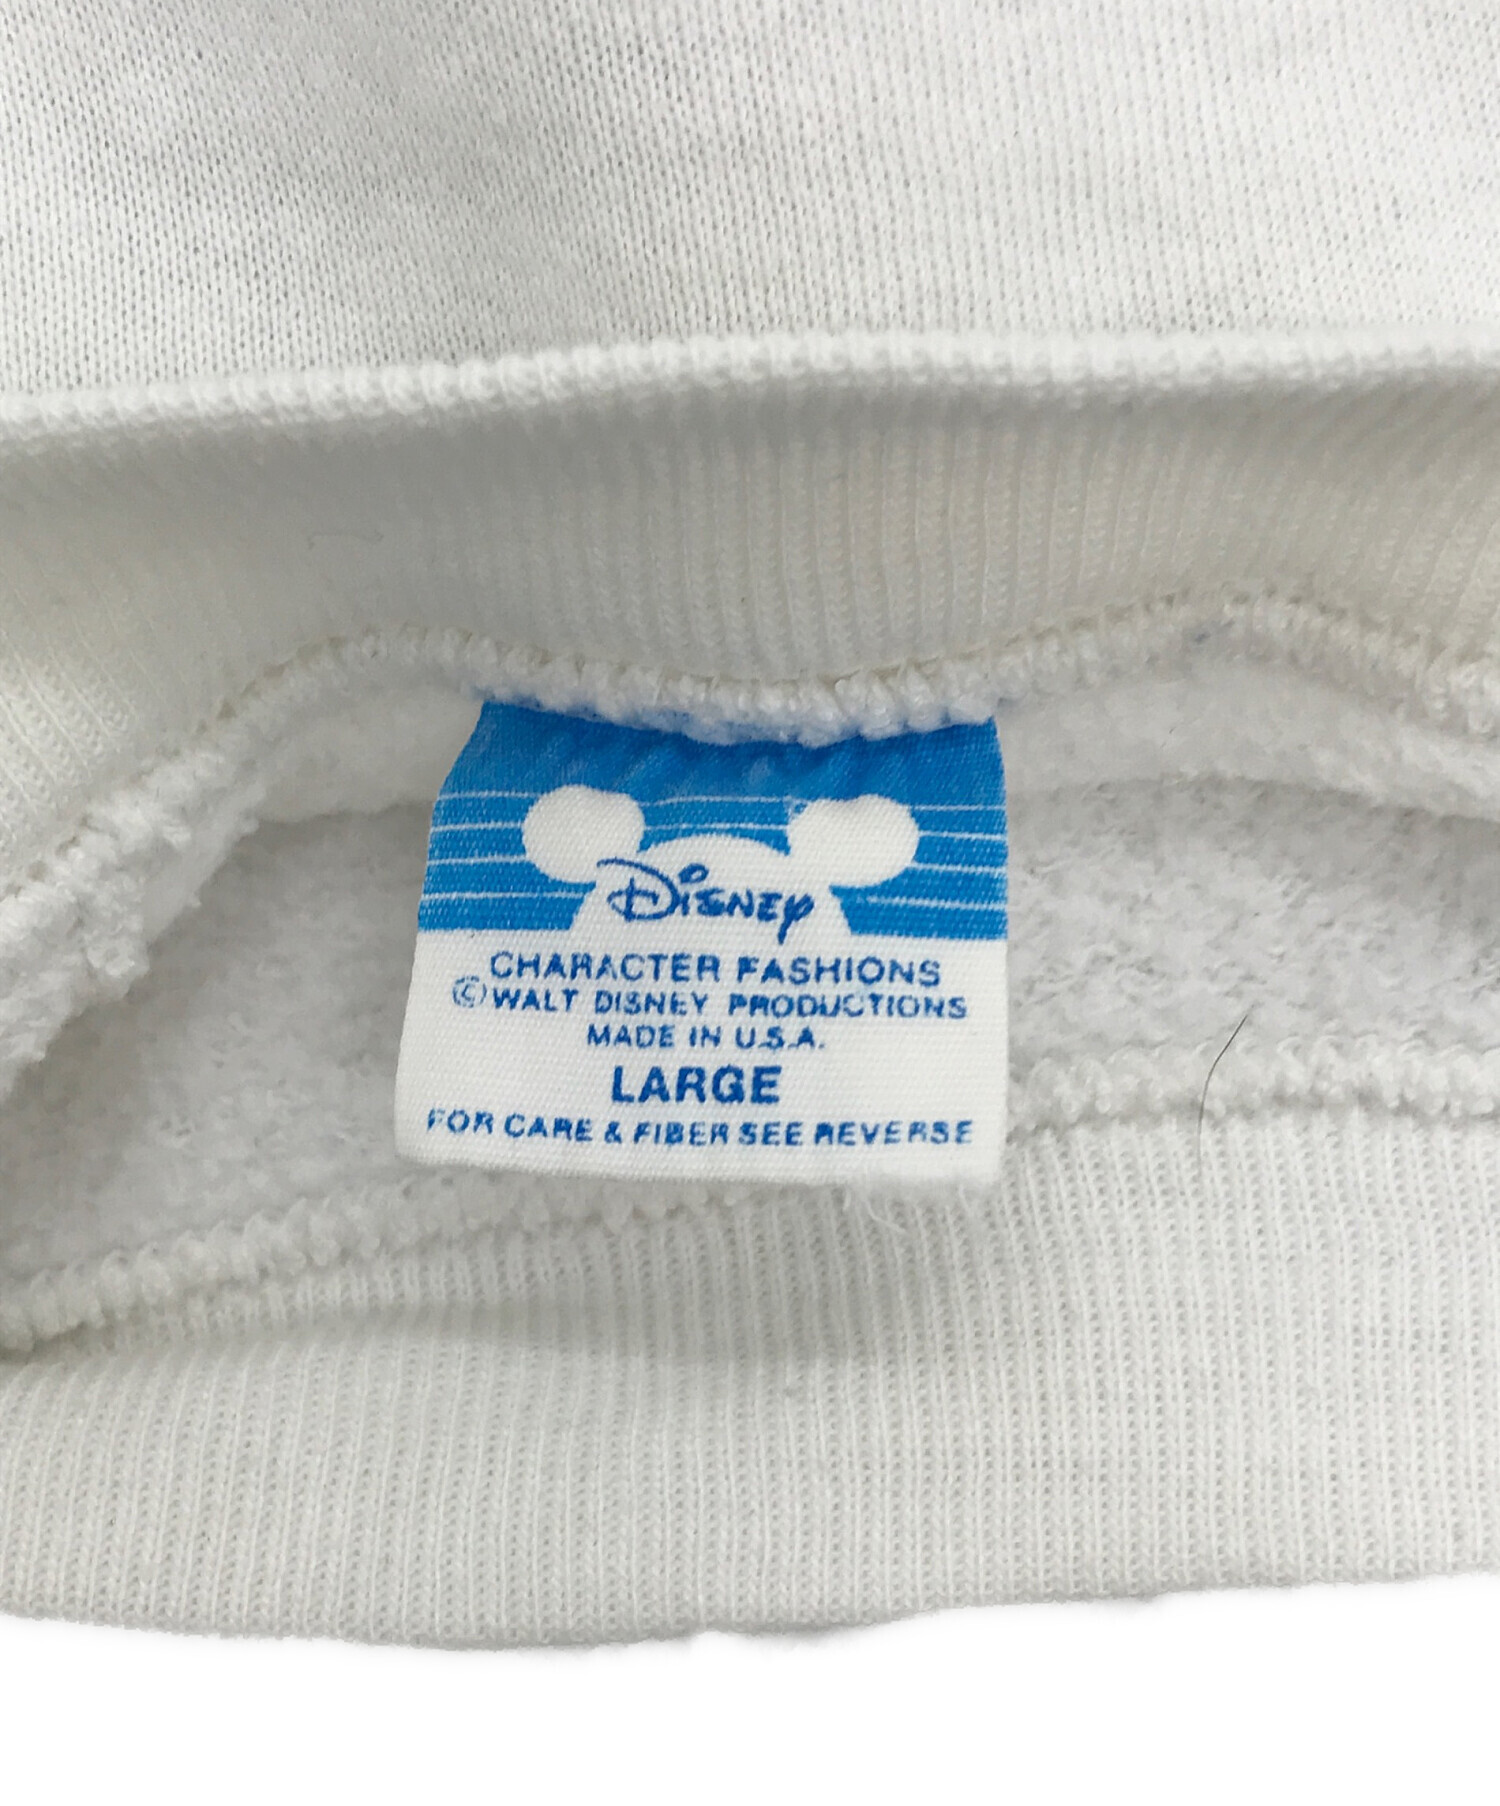 Disney
CHARACTER FASHIONS
©WALT DISNEY PRODUCTIONS
MADE IN U.S.A.
LARGE
FOR CARE & FIBER SEE REVERSE